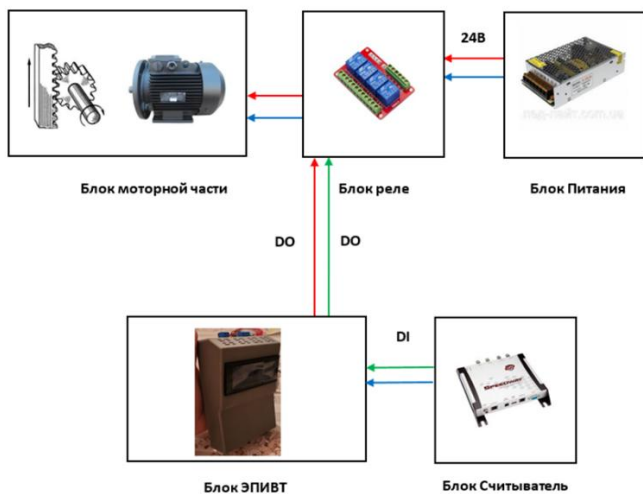 24В
Блок моторной части
Блок реле
Блок Питания
DO
DO
DI
Блок ЭПИВТ
Блок Считыватель